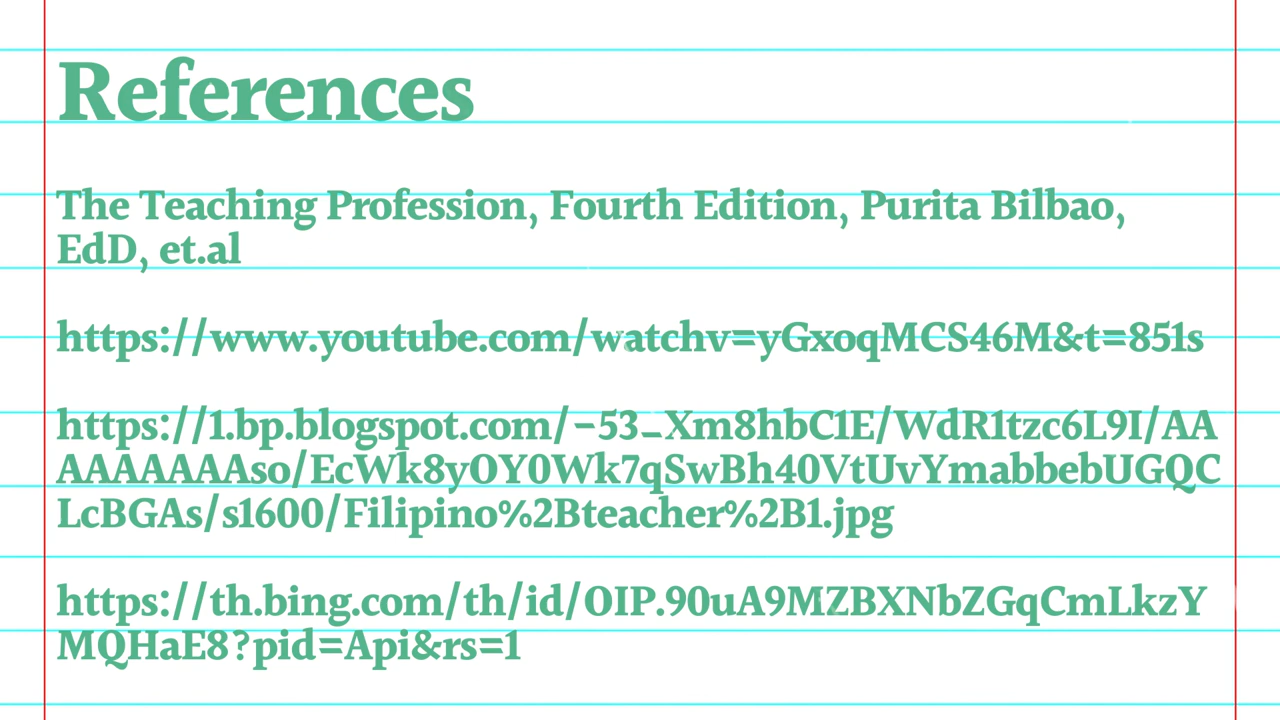 References
The Teaching Profession, Fourth Edition, Purita Bilbao,
EdD, et.al
https://www.youtube.com/watchv=yGxoqMCS46M&t=851s
https://1.bp.blogspot.com/-53_Xm8hbC1E/WdR1tzc6L9I/AA
AAAAAAAso/EcWk8yOY0Wk7qSwBh40VtUvYmabbebUGQC
LcBGAs/s1600/Filipino%2Bteacher%2B1.jpg
https://th.bing.com/th/id/OIP.90uA9MZBXNbZGqCmLkzY
MQHaE8?pid=Api&rs=1